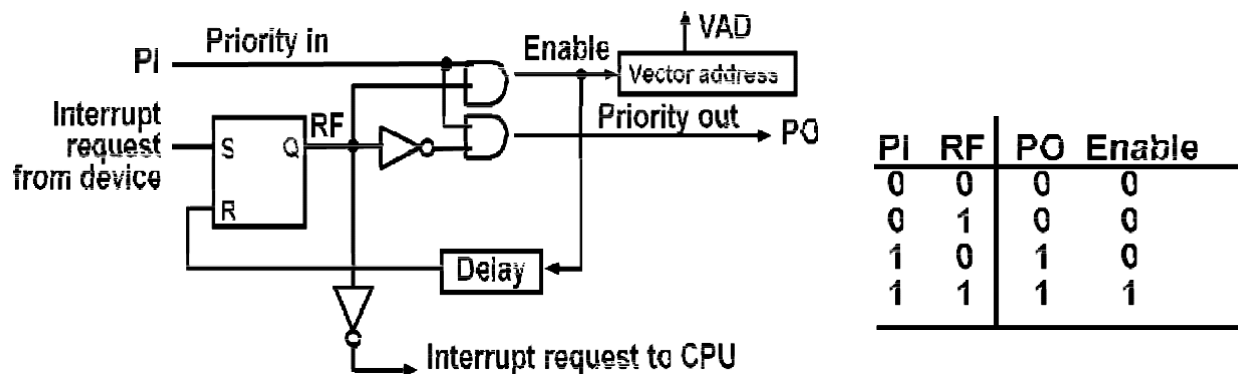 VAD
Priority in
Enable
PI
Vector address
Interrupt
request
from device
RF
Priority out
PO
S
Q
R
Delay
Interrupt request to CPU
PI RF PO Enable
0 0 0 0
0 1 0 0
1 0 1 0
1 1 1 1